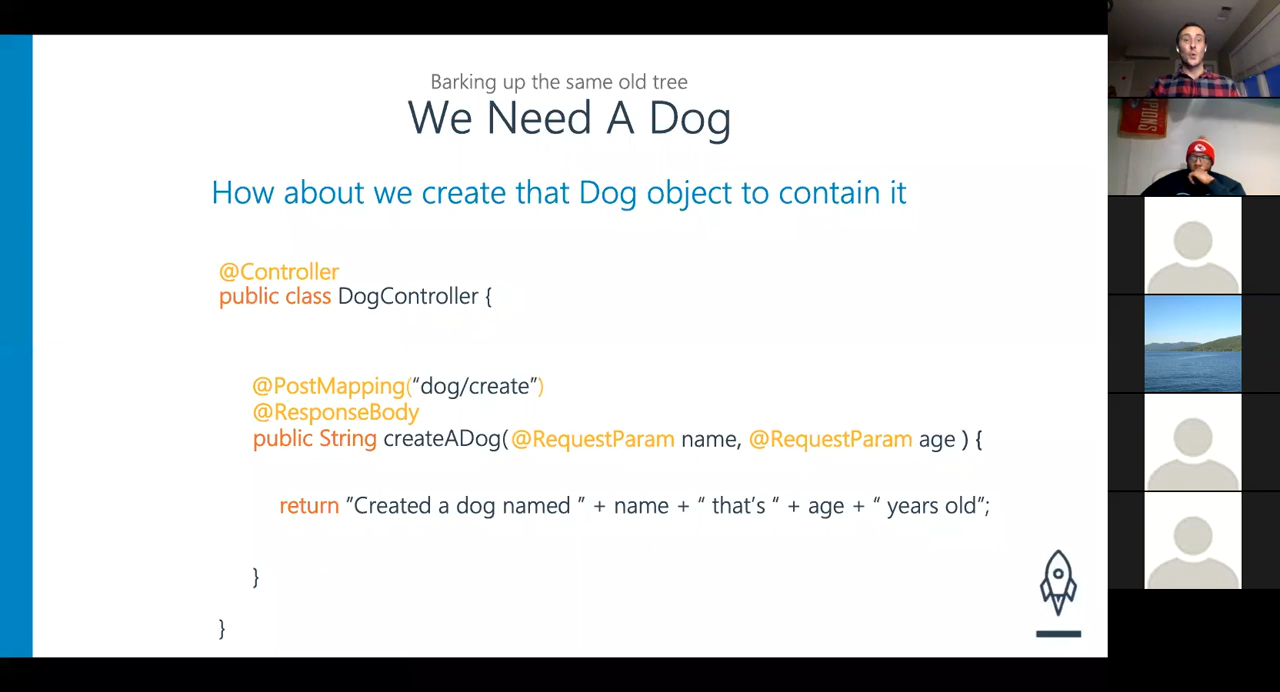 Barking up the same old tree
We Need A Dog
How about we create that Dog object to contain it
@Controller
public class DogController {
@PostMapping(“dog/create”)
@ResponseBody
public String createADog(@RequestParam name, @RequestParam age ) {
return ”Created a dog named ” + name + “ that’s “ + age + “ years old”;
}
}